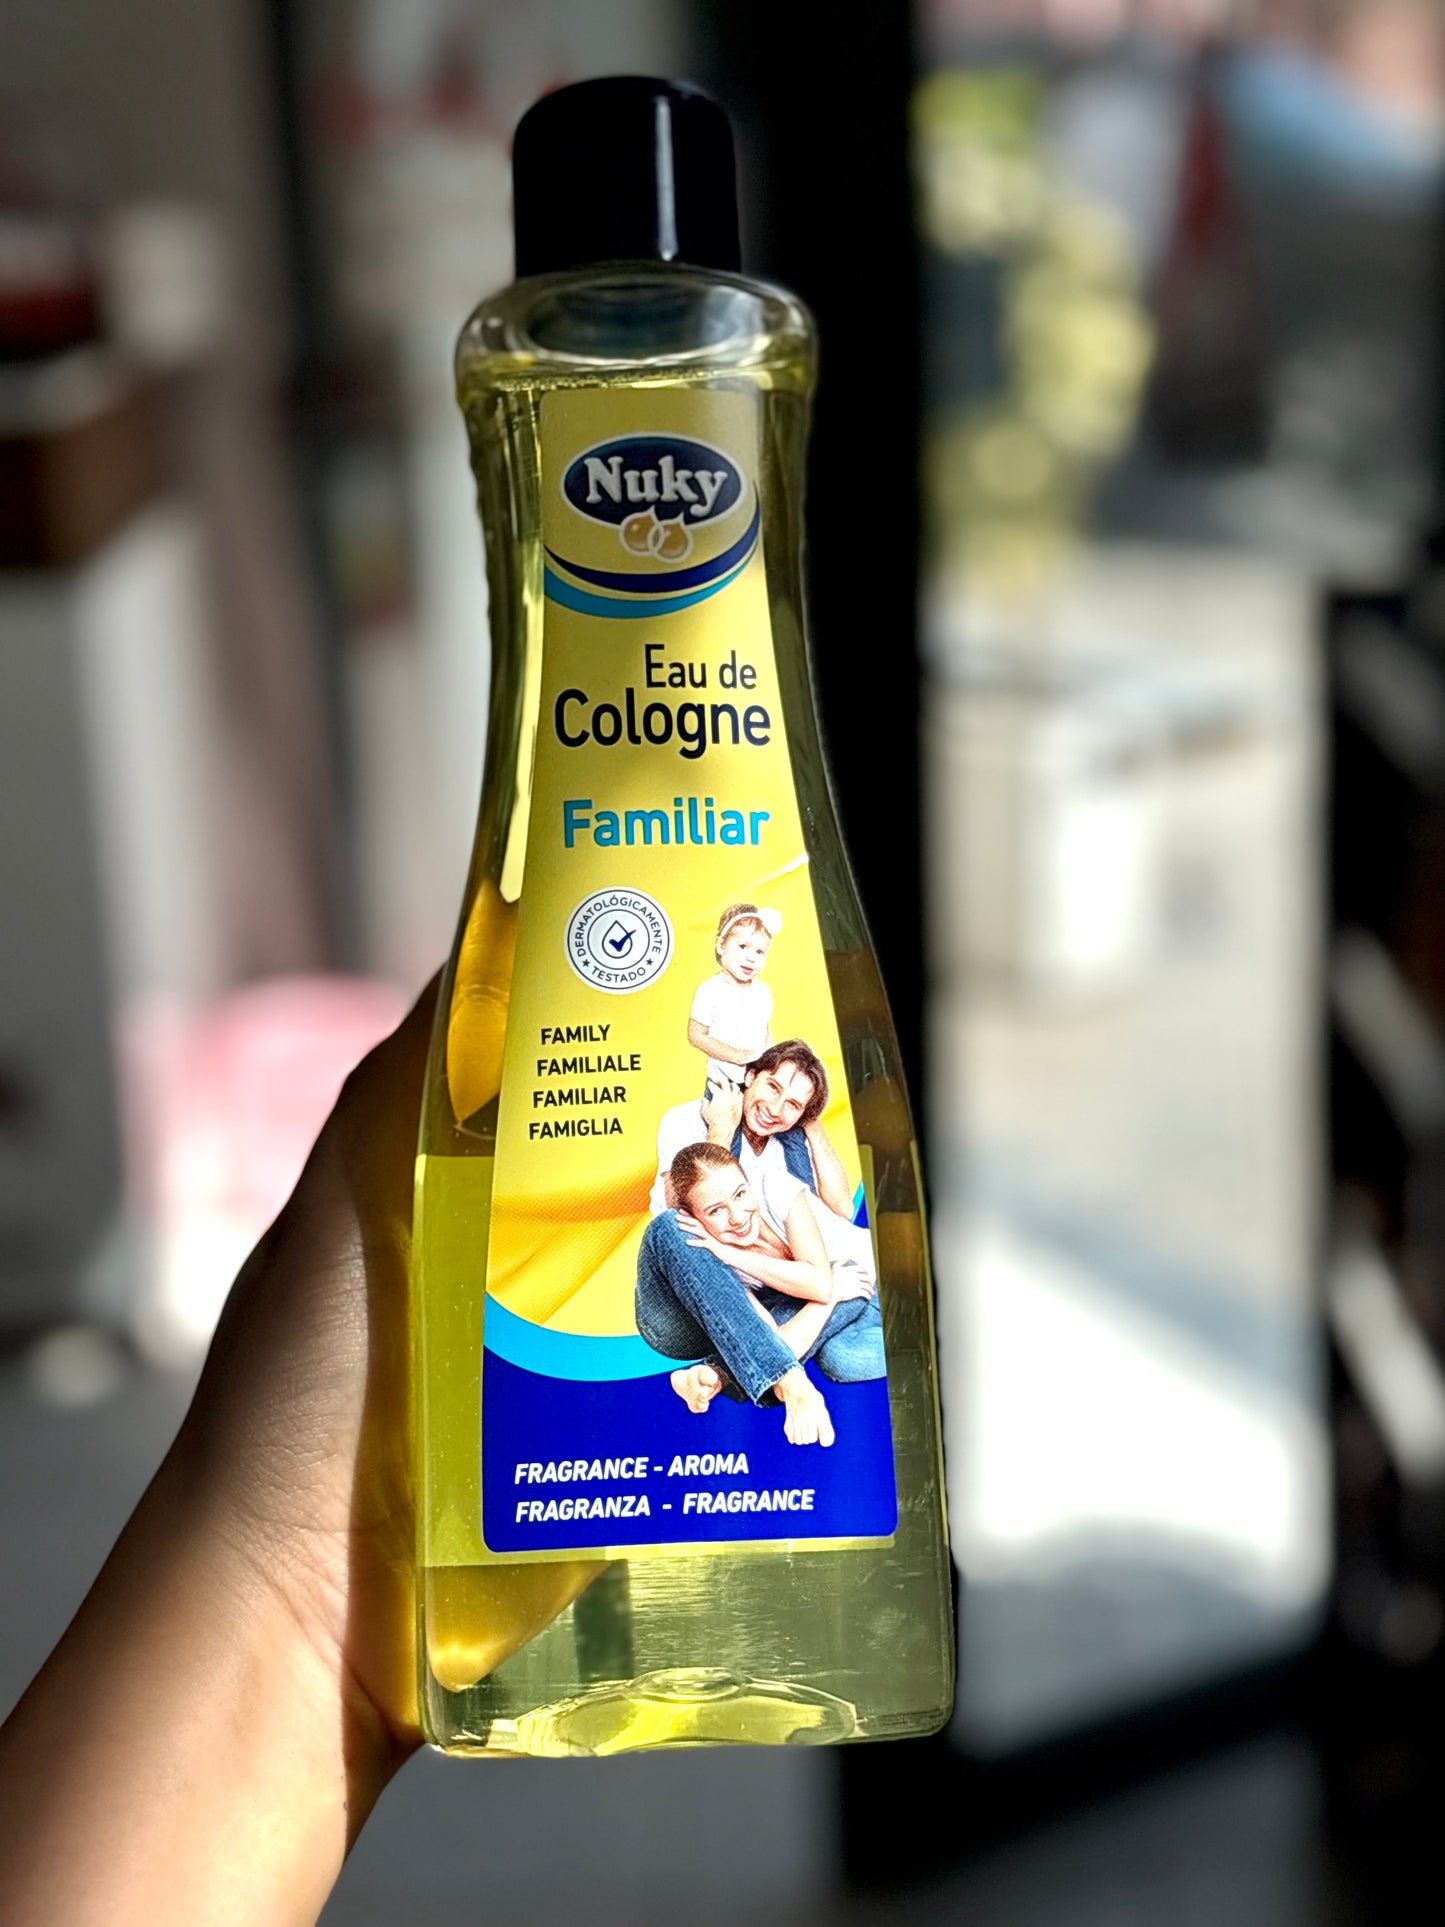 Nuky
Eau de
Cologne
Familiar
DERMATOLÓGICAMENTE
TESTADO
FAMILY
FAMILIALE
FAMILIAR
FAMIGLIA
FRAGRANCE - AROMA
FRAGRANZA - FRAGRANCE